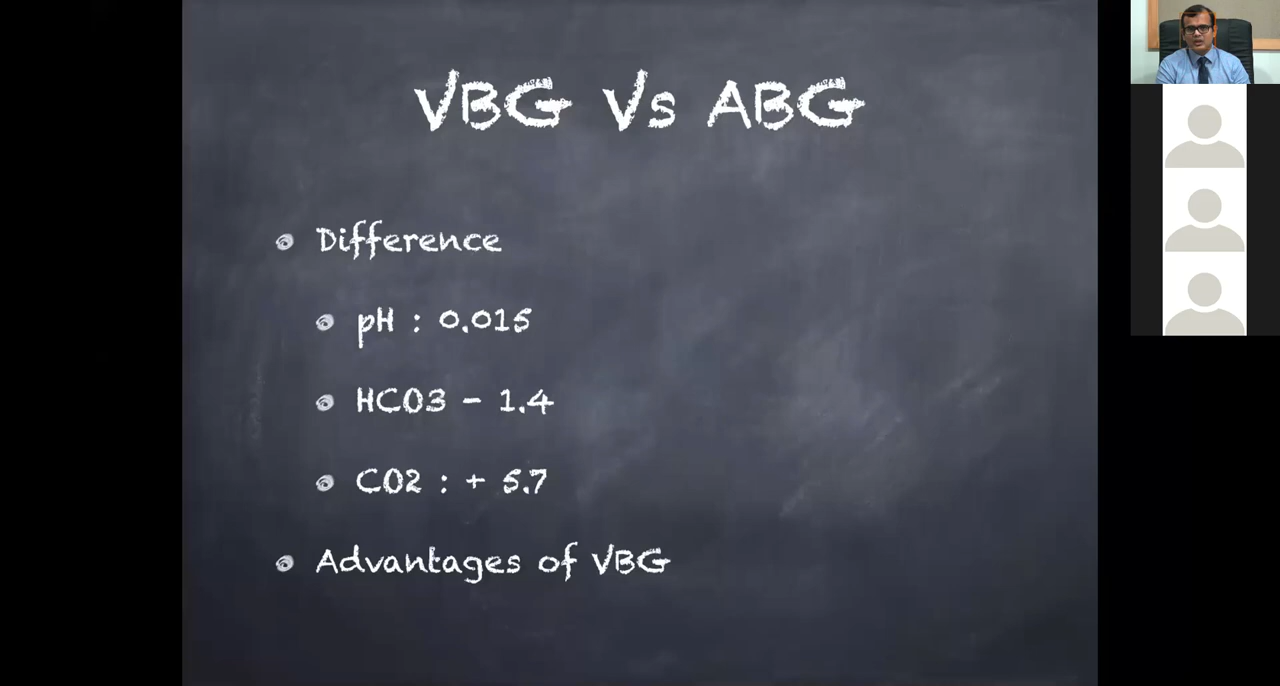 VBG Vs ABG
Difference
pH : 0.015
HCO3 - 1.4
CO2 : + 5.7
Advantages of VBG